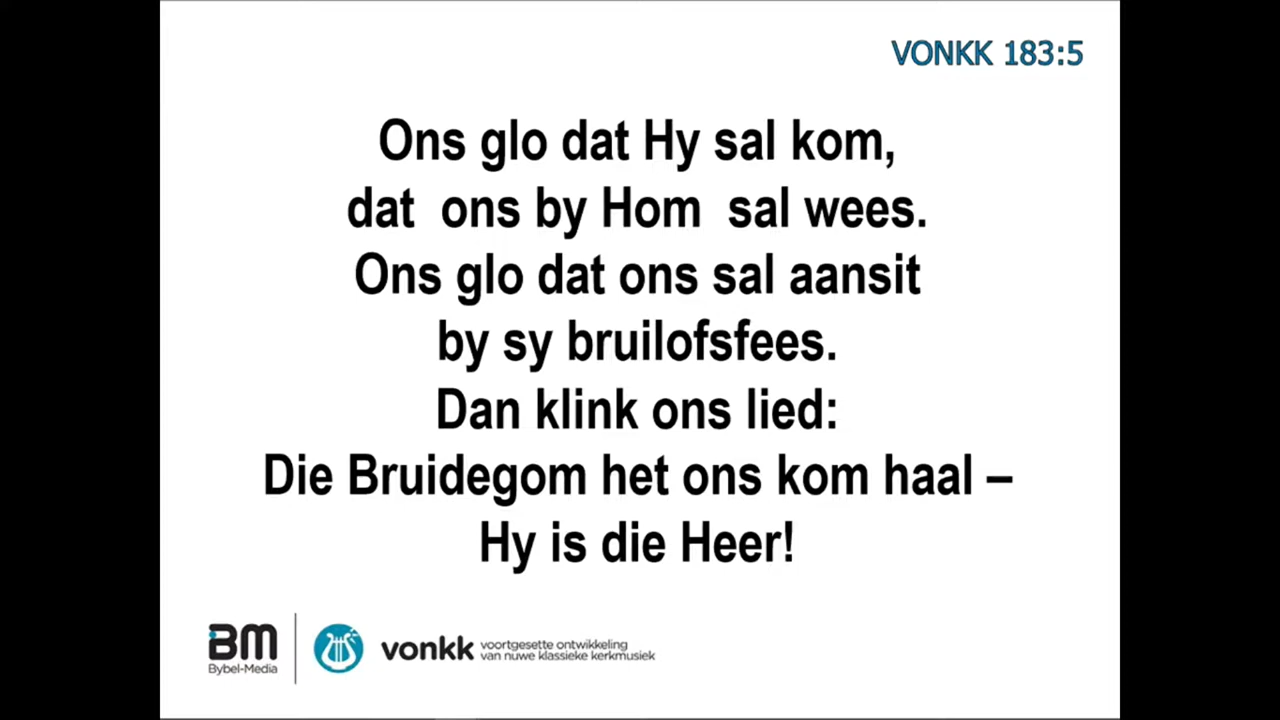 VONKK 183:5
Ons glo dat Hy sal kom,
dat ons by Hom sal wees.
Ons glo dat ons sal aansit
by sy bruilofsfees.
Dan klink ons lied:
Die Bruidegom het ons kom haal –
Hy is die Heer!
BM
Bybel-Media
vonkk
voortgesette ontwikkeling
van nuwe klassieke kerkmusiek